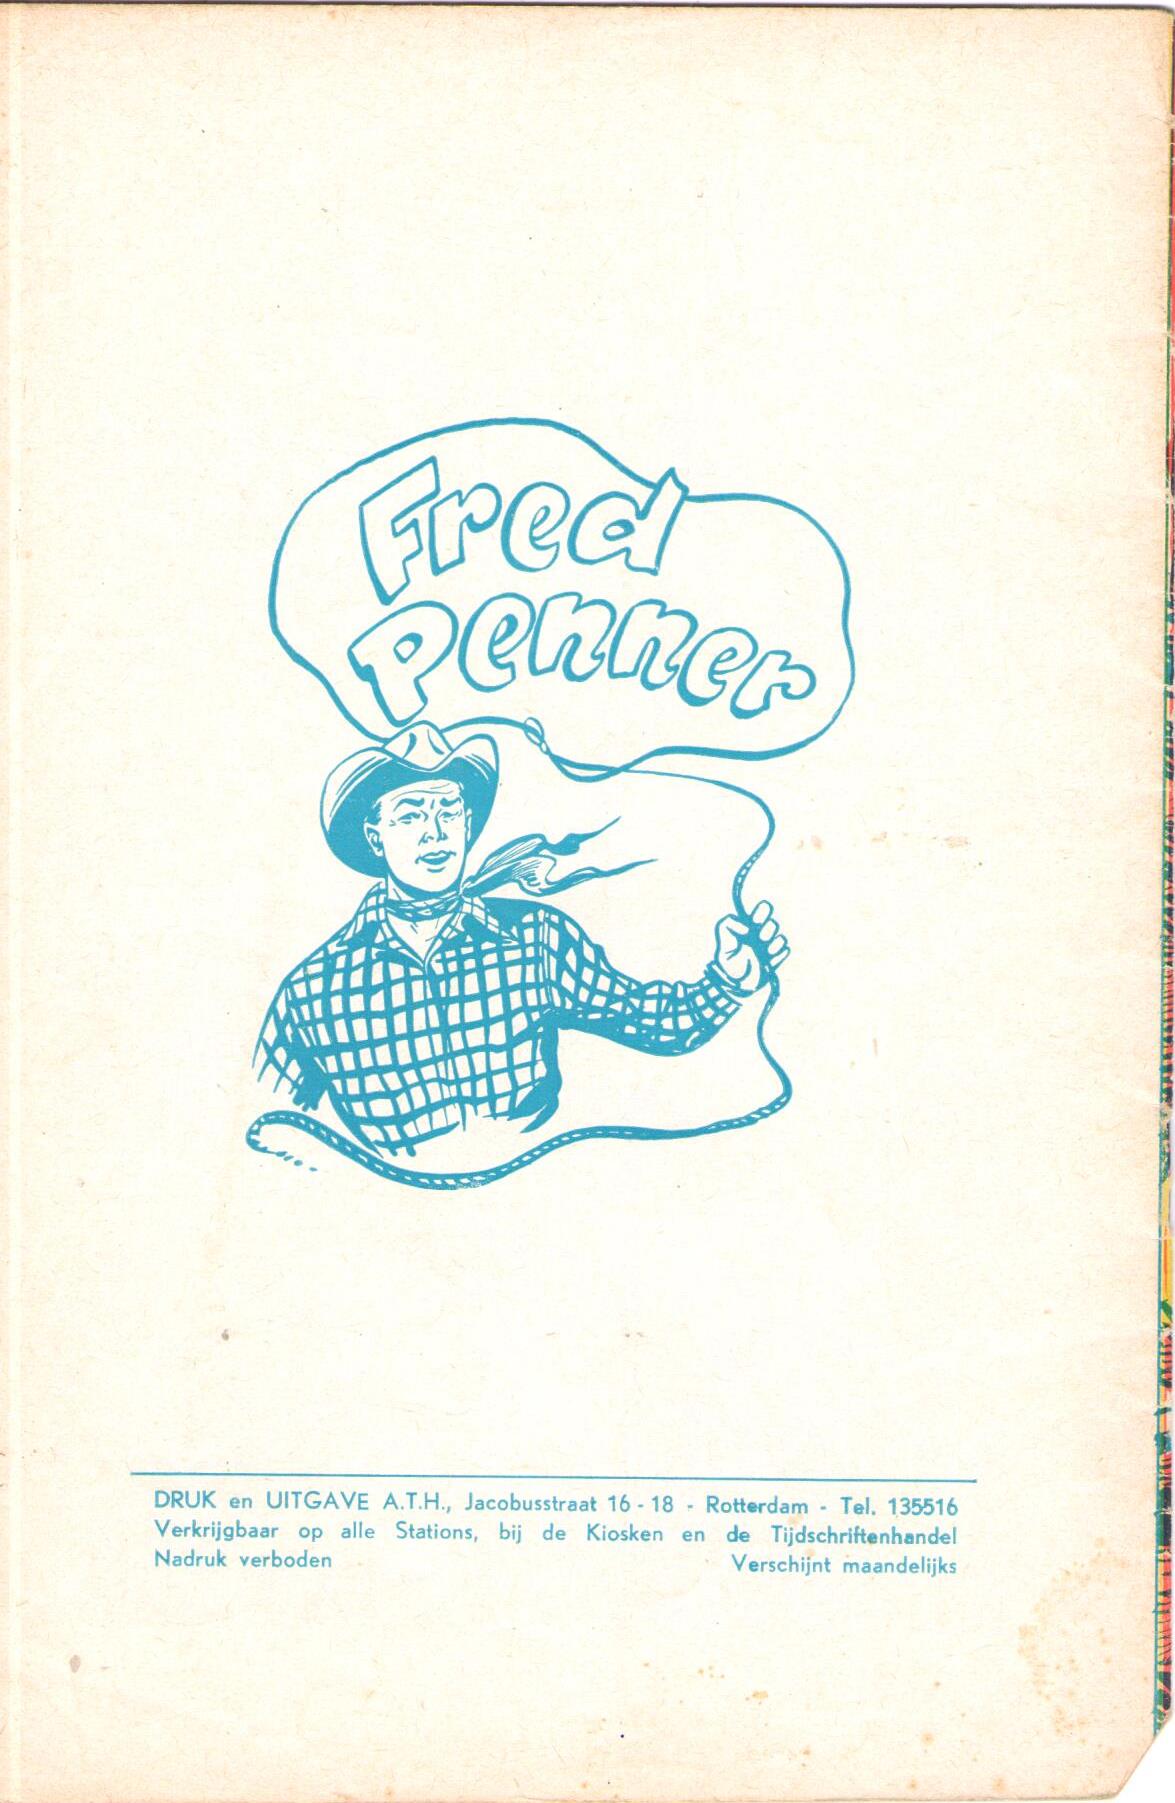 Fred
Penner
DRUK en UITGAVE A.T.H., Jacobusstraat 16 - 18 - Rotterdam - Tel. 135516
Verkrijgbaar op alle Stations, bij de Kiosken en de Tijdschriftenhandel
Nadruk verboden Verschijnt maandelijks